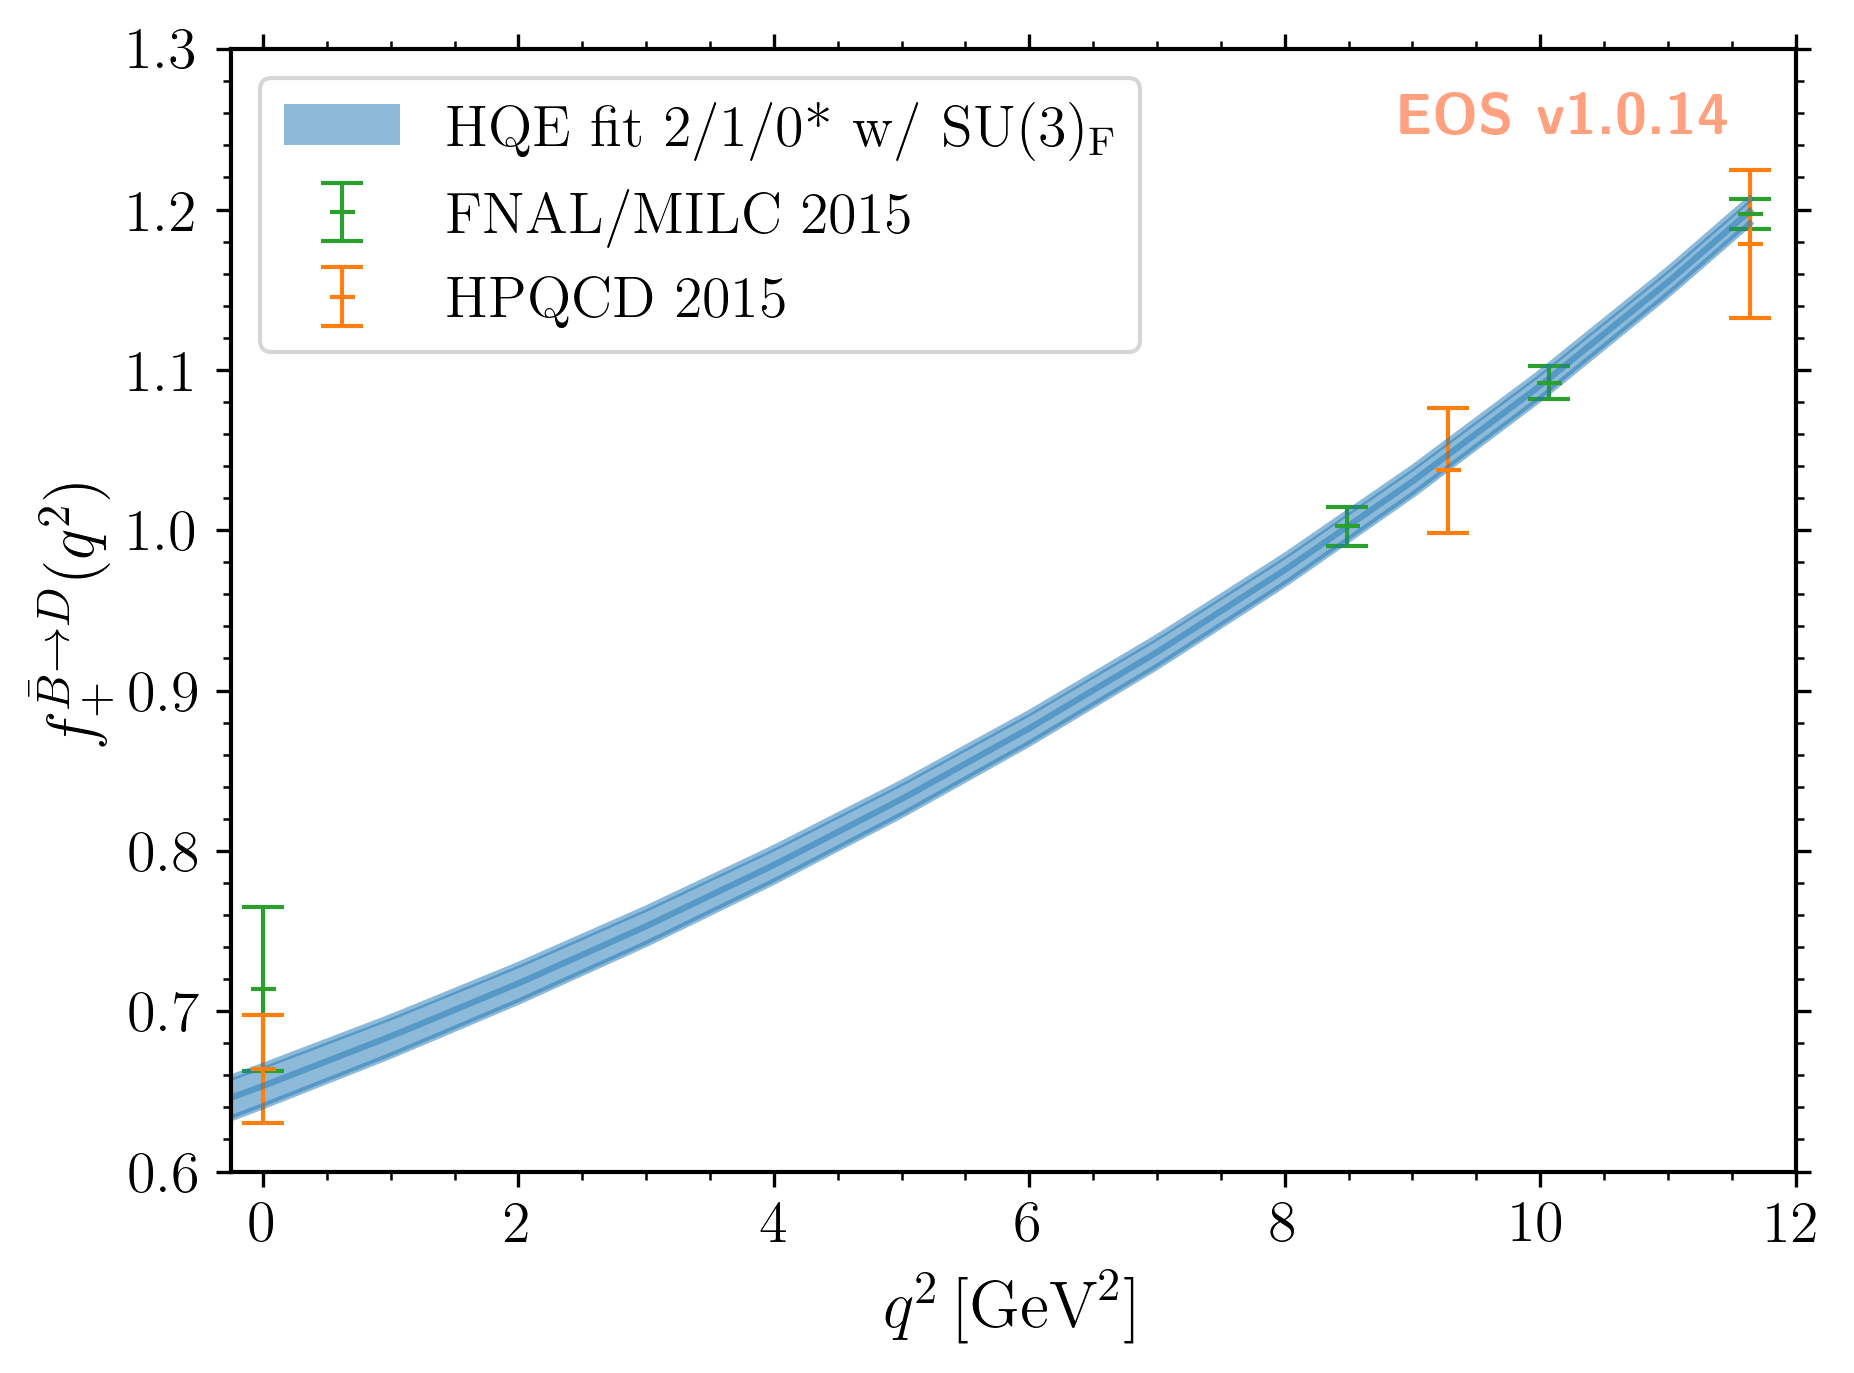 EOS v1.0.14
HQE fit 2/1/0* w/ SU(3)_F
FNAL/MILC 2015
HPQCD 2015
1.3
1.2
1.1
1.0
0.9
0.8
0.7
0.6
f_+^{B̄→D}(q²)
0 2 4 6 8 10 12
q² [GeV²]